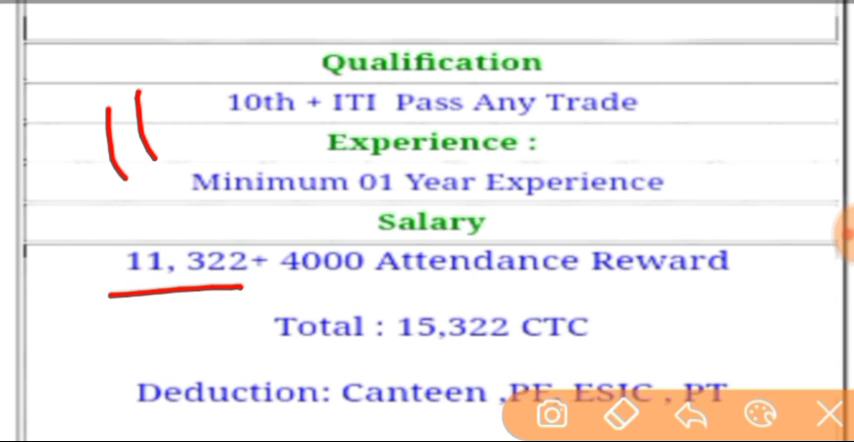 Qualification
10th + ITI Pass Any Trade
Experience :
Minimum 01 Year Experience
Salary
11, 322+ 4000 Attendance Reward
Total : 15,322 CTC
Deduction: Canteen ,PF, ESIC , PT